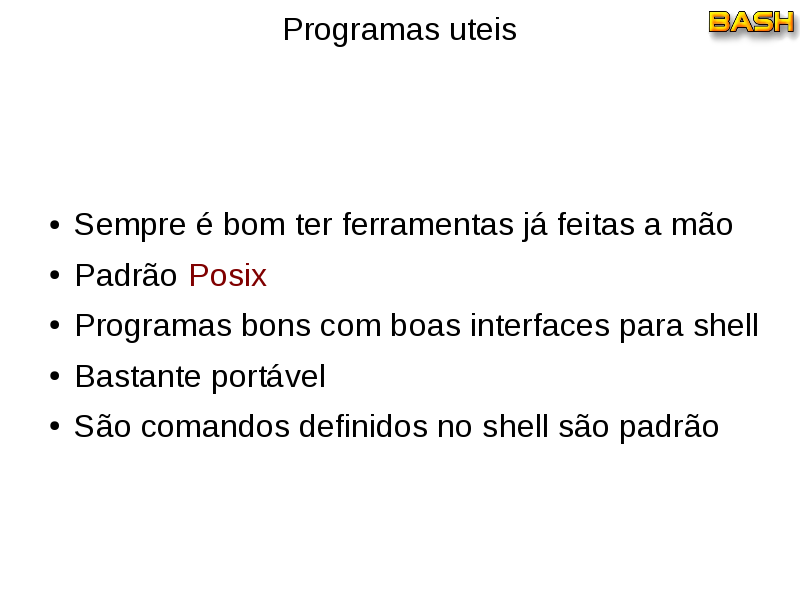 Programas uteis
BASH
• Sempre é bom ter ferramentas já feitas a mão
• Padrão Posix
• Programas bons com boas interfaces para shell
• Bastante portável
• São comandos definidos no shell são padrão